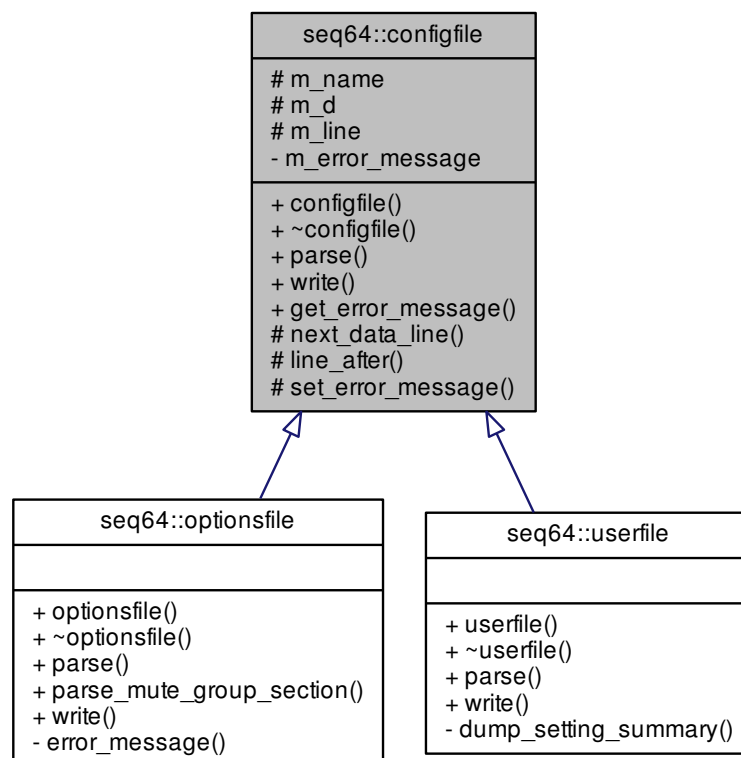 seq64::configfile
# m_name
# m_d
# m_line
- m_error_message
+ configfile()
+ ~configfile()
+ parse()
+ write()
+ get_error_message()
# next_data_line()
# line_after()
# set_error_message()
seq64::optionsfile
+ optionsfile()
+ ~optionsfile()
+ parse()
+ parse_mute_group_section()
+ write()
- error_message()
seq64::userfile
+ userfile()
+ ~userfile()
+ parse()
+ write()
- dump_setting_summary()